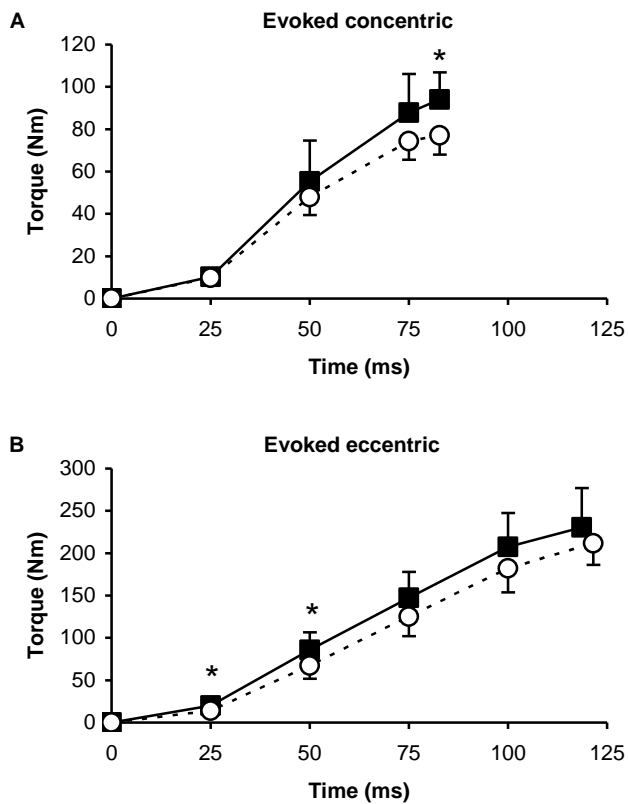 A
Evoked concentric
120
100
80
60
40
20
0
Torque (Nm)
*
0 25 50 75 100 125
Time (ms)
B
Evoked eccentric
300
250
200
150
100
50
0
Torque (Nm)
*
*
0 25 50 75 100 125
Time (ms)